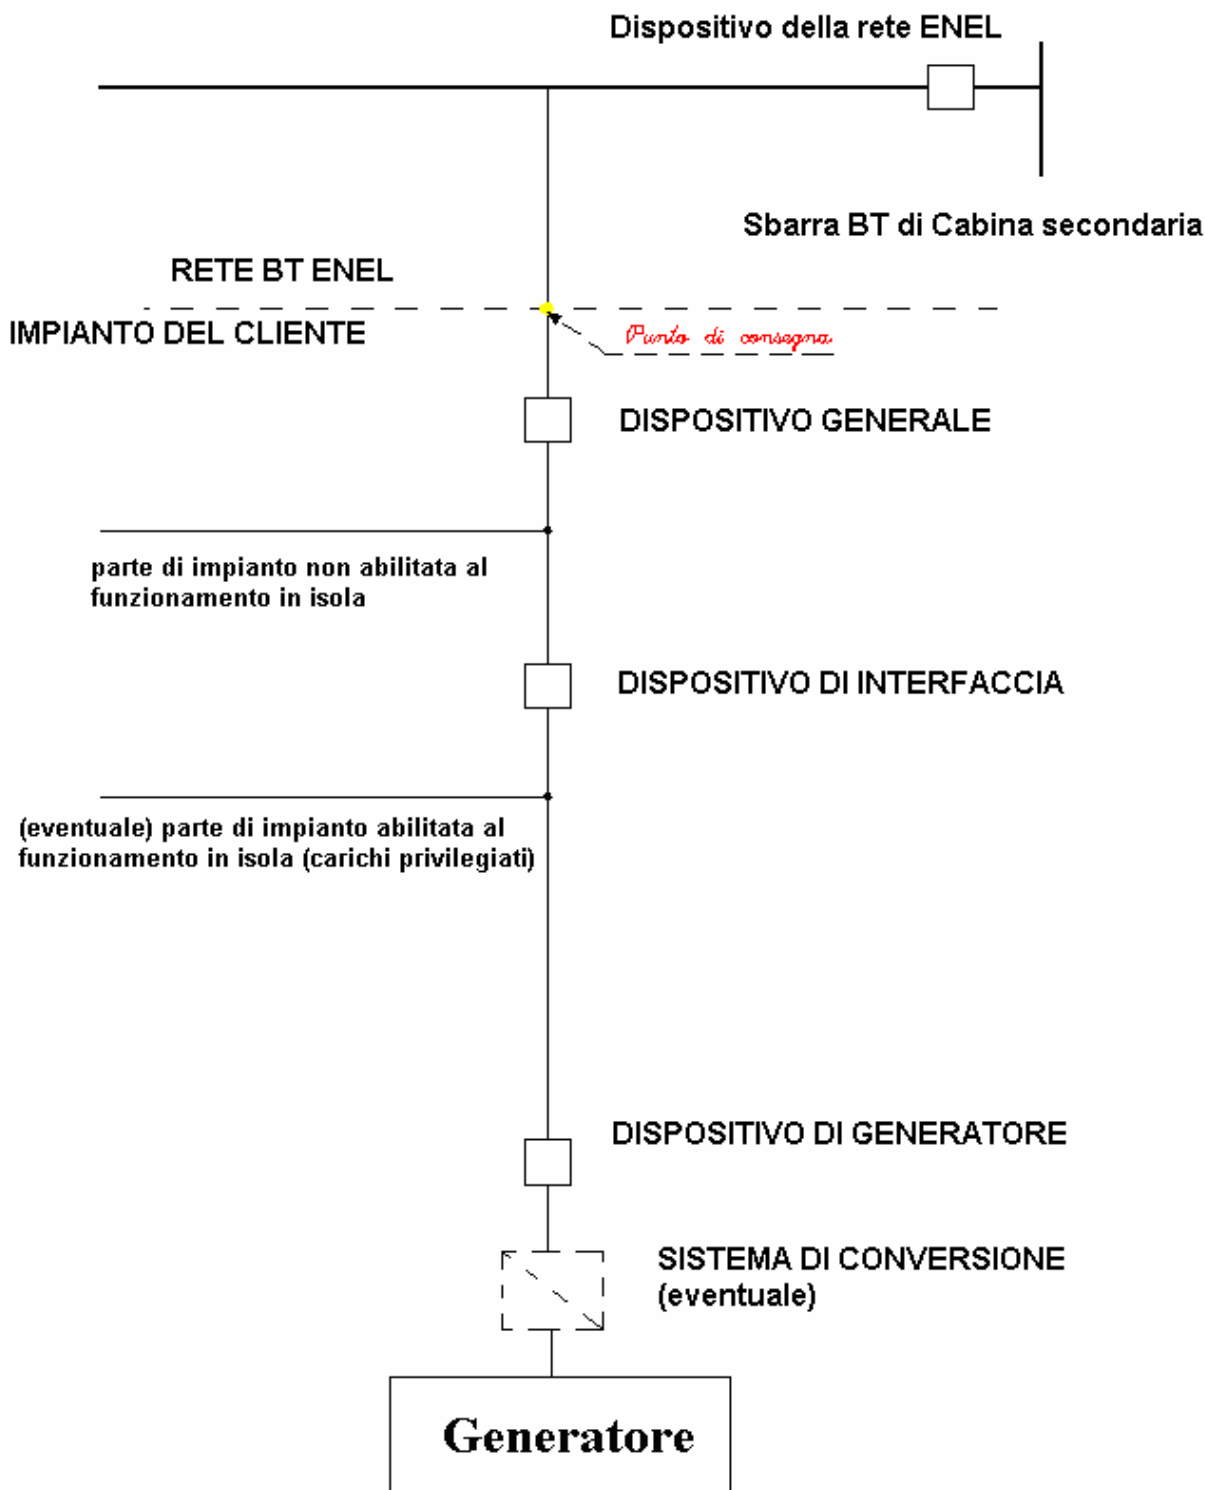 Dispositivo della rete ENEL
Sbarra BT di Cabina secondaria
RETE BT ENEL
IMPIANTO DEL CLIENTE
Punto di consegna
DISPOSITIVO GENERALE
parte di impianto non abilitata al
funzionamento in isola
DISPOSITIVO DI INTERFACCIA
(eventuale) parte di impianto abilitata al
funzionamento in isola (carichi privilegiati)
DISPOSITIVO DI GENERATORE
SISTEMA DI CONVERSIONE
(eventuale)
Generatore